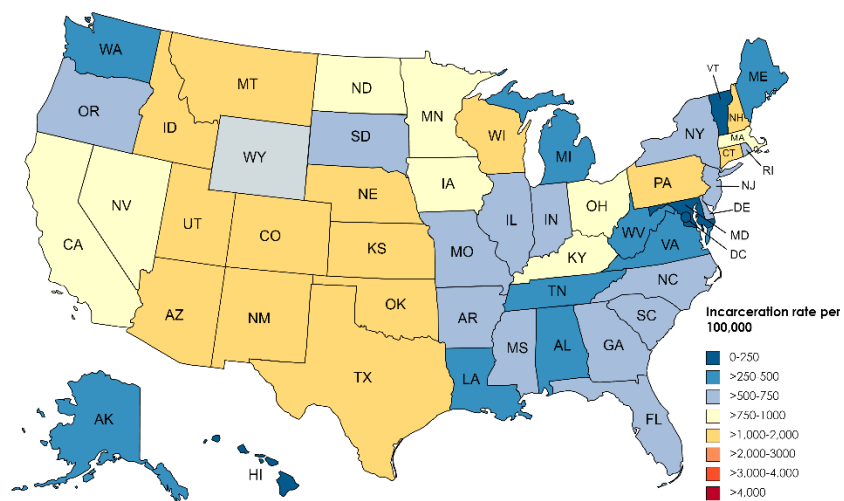 WA
OR
CA
NV
ID
MT
WY
UT
AZ
CO
NM
ND
SD
NE
KS
OK
TX
MN
IA
MO
AR
LA
WI
IL
MI
IN
OH
KY
TN
MS
AL
GA
FL
SC
NC
VA
WV
PA
NY
VT
NH
ME
MA
CT
RI
NJ
DE
MD
DC
AK
HI
Incarceration rate per
100,000
0-250
>250-500
>500-750
>750-1000
>1,000-2,000
>2,000-3000
>3,000-4,000
>4,000